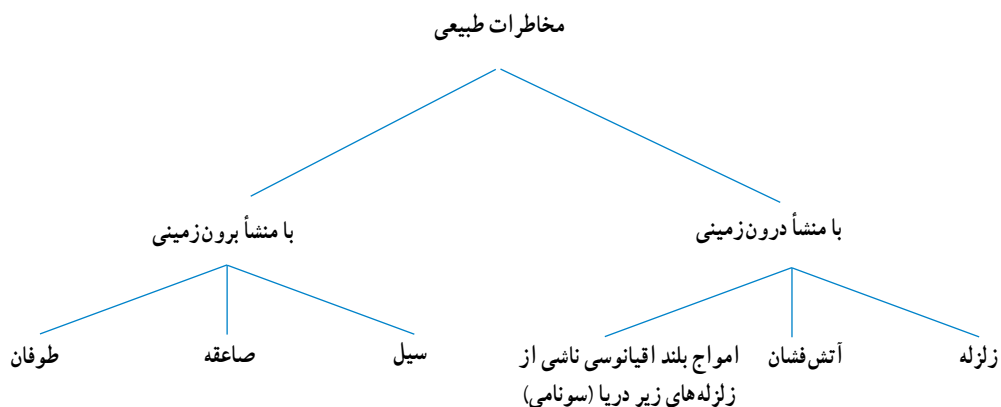 مخاطرات طبیعی
با منشأ درون‌زمینی
با منشأ برون‌زمینی
زلزله
آتش‌فشان
امواج بلند اقیانوسی ناشی از
زلزله‌های زیر دریا (سونامی)
سیل
صاعقه
طوفان